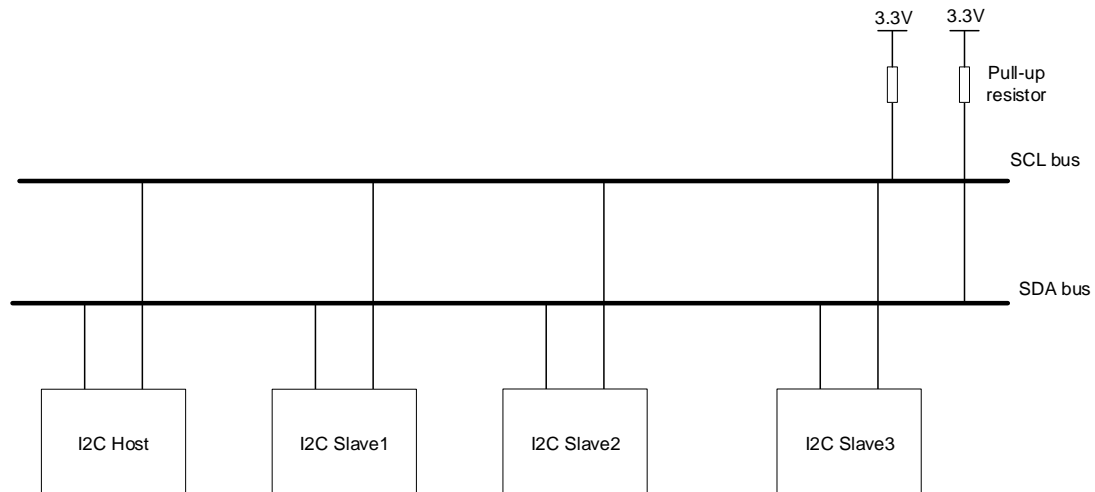 3.3V
3.3V
Pull-up
resistor
SCL bus
SDA bus
I2C Host
I2C Slave1
I2C Slave2
I2C Slave3